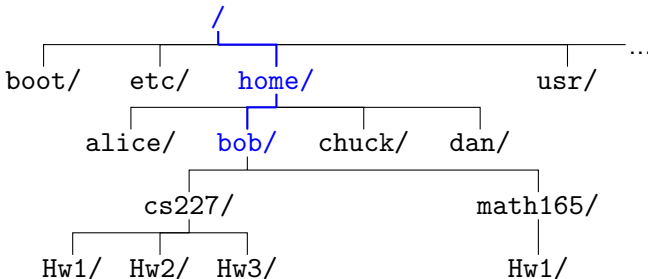 /
boot/ etc/ home/ usr/ ...
alice/ bob/ chuck/ dan/
cs227/ math165/
Hw1/ Hw2/ Hw3/ Hw1/